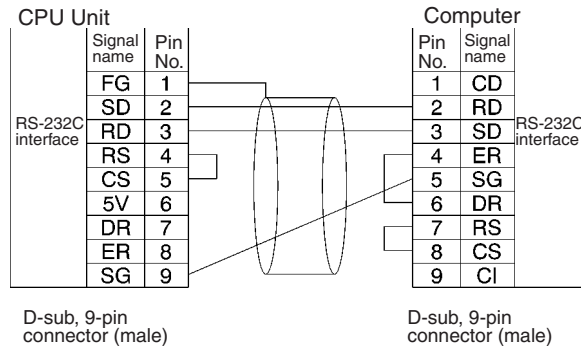 CPU Unit
Computer
Signal name Pin No.
Pin No. Signal name
RS-232C interface
RS-232C interface
FG 1 1 CD
SD 2 2 RD
RD 3 3 SD
RS 4 4 ER
CS 5 5 SG
5V 6 6 DR
DR 7 7 RS
ER 8 8 CS
SG 9 9 CI
D-sub, 9-pin
connector (male)
D-sub, 9-pin
connector (male)